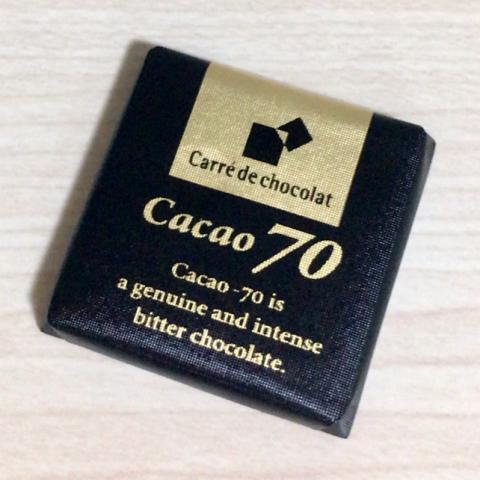 Carré de chocolat
Cacao 70
Cacao -70 is
a genuine and intense
bitter chocolate.